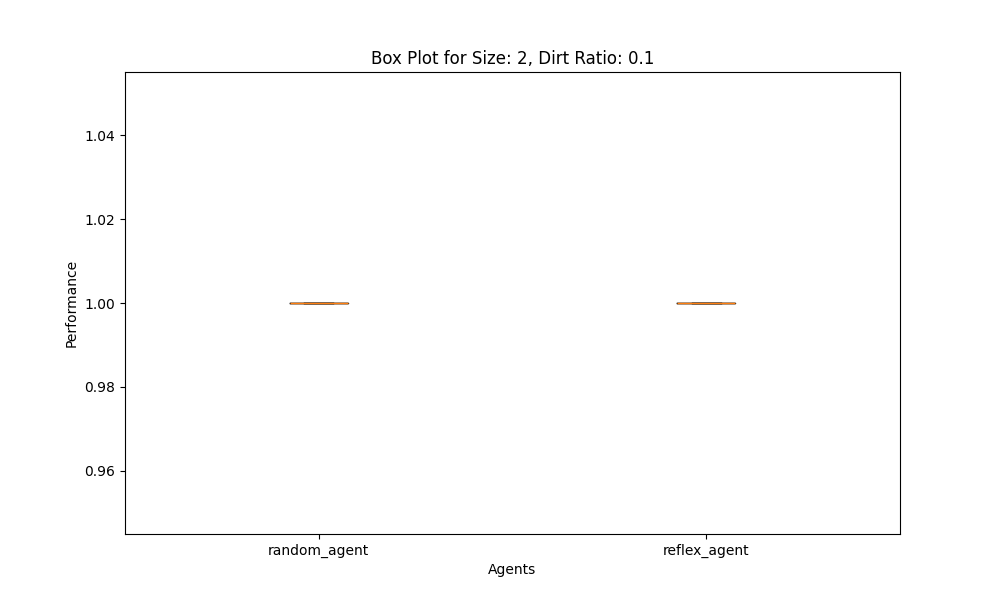 Box Plot for Size: 2, Dirt Ratio: 0.1
1.04
1.02
1.00
0.98
0.96
Performance
random_agent
reflex_agent
Agents